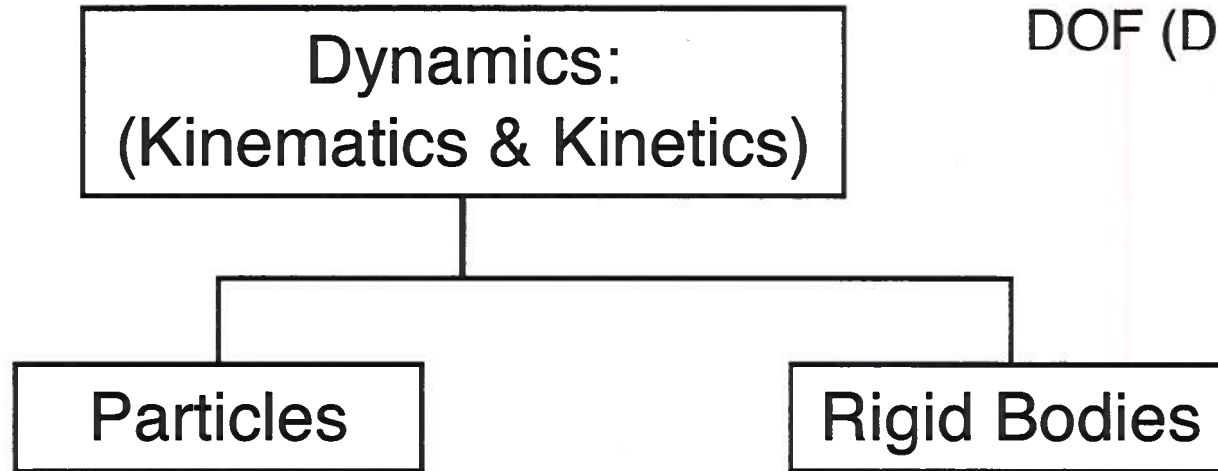 Dynamics:
(Kinematics & Kinetics)
DOF (D
Particles
Rigid Bodies